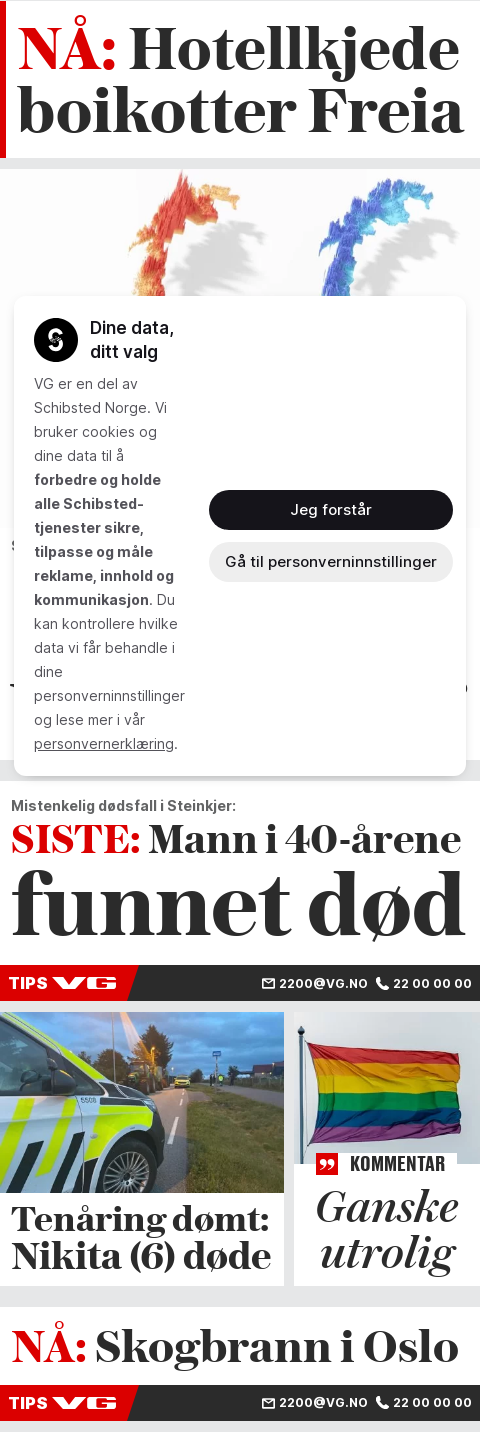 NÅ: Hotellkjede
boikotter Freia
Dine data,
ditt valg
VG er en del av
Schibsted Norge. Vi
bruker cookies og
dine data til å
forbedre og holde
alle Schibsted-
tjenester sikre,
tilpasse og måle
reklame, innhold og
kommunikasjon. Du
kan kontrollere hvilke
data vi får behandle i
dine
personverninnstillinger
og lese mer i vår
personvernerklæring.
Jeg forstår
Gå til personverninnstillinger
Mistenkelig dødsfall i Steinkjer:
SISTE: Mann i 40-årene
funnet død
TIPS VG 2200@VG.NO 22 00 00 00
5508
Tenåring dømt:
Nikita (6) døde
KOMMENTAR
Ganske
utrolig
NÅ: Skogbrann i Oslo
TIPS VG 2200@VG.NO 22 00 00 00